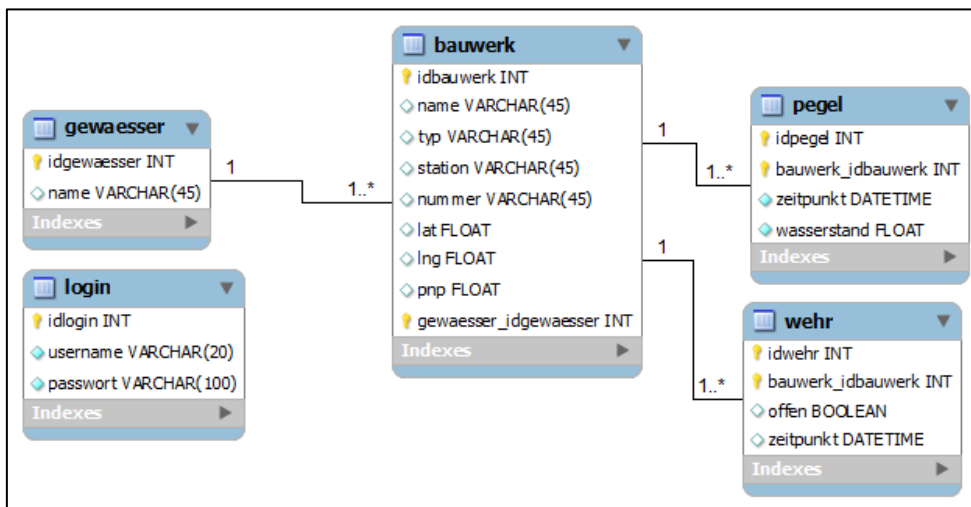 gewaesser
idgewaesser INT
name VARCHAR(45)
Indexes
login
idlogin INT
username VARCHAR(20)
passwort VARCHAR(100)
Indexes
1
1..*
bauwerk
idbauwerk INT
name VARCHAR(45)
typ VARCHAR(45)
station VARCHAR(45)
nummer VARCHAR(45)
lat FLOAT
lng FLOAT
pnp FLOAT
gewaesser_idgewaesser INT
Indexes
1
1..*
1
1..*
pegel
idpegel INT
bauwerk_idbauwerk INT
zeitpunkt DATETIME
wasserstand FLOAT
Indexes
wehr
idwehr INT
bauwerk_idbauwerk INT
offen BOOLEAN
zeitpunkt DATETIME
Indexes